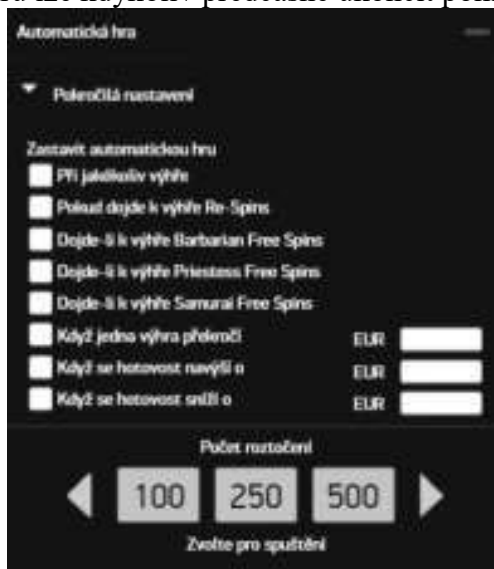 Automatická hra
Pokročilá nastavení
Zastavit automatickou hru
Při jakékoliv výhře
Pokud dojde k výhře Re-Spins
Dojde-li k výhře Barbarian Free Spins
Dojde-li k výhře Priestess Free Spins
Dojde-li k výhře Samurai Free Spins
Když jedna výhra překročí EUR
Když se hotovost navýší o EUR
Když se hotovost sníží o EUR
Počet roztočení
100 250 500
Zvolte pro spuštění